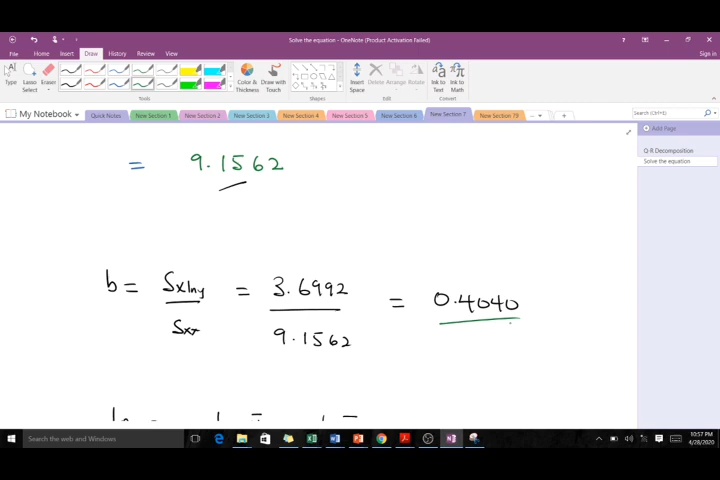 Solve the equation - OneNote (Product Activation Failed)
File Home Insert Draw History Review View
Sign in
Type Lasso Select Eraser
Color & Thickness Draw with Touch
Insert Space Delete Arrange Rotate
Ink to Text Ink to Math
Tools Shapes Edit Convert
My Notebook Quick Notes New Section 1 New Section 2 New Section 3 New Section 4 New Section 5 New Section 6 New Section 7 New Section 79
Search (Ctrl+E)
Add Page
Q-R Decomposition
Solve the equation
= 9.1562
b = Sxlny / Sxx = 3.6992 / 9.1562 = 0.4040
Search the web and Windows
10:57 PM
4/28/2020